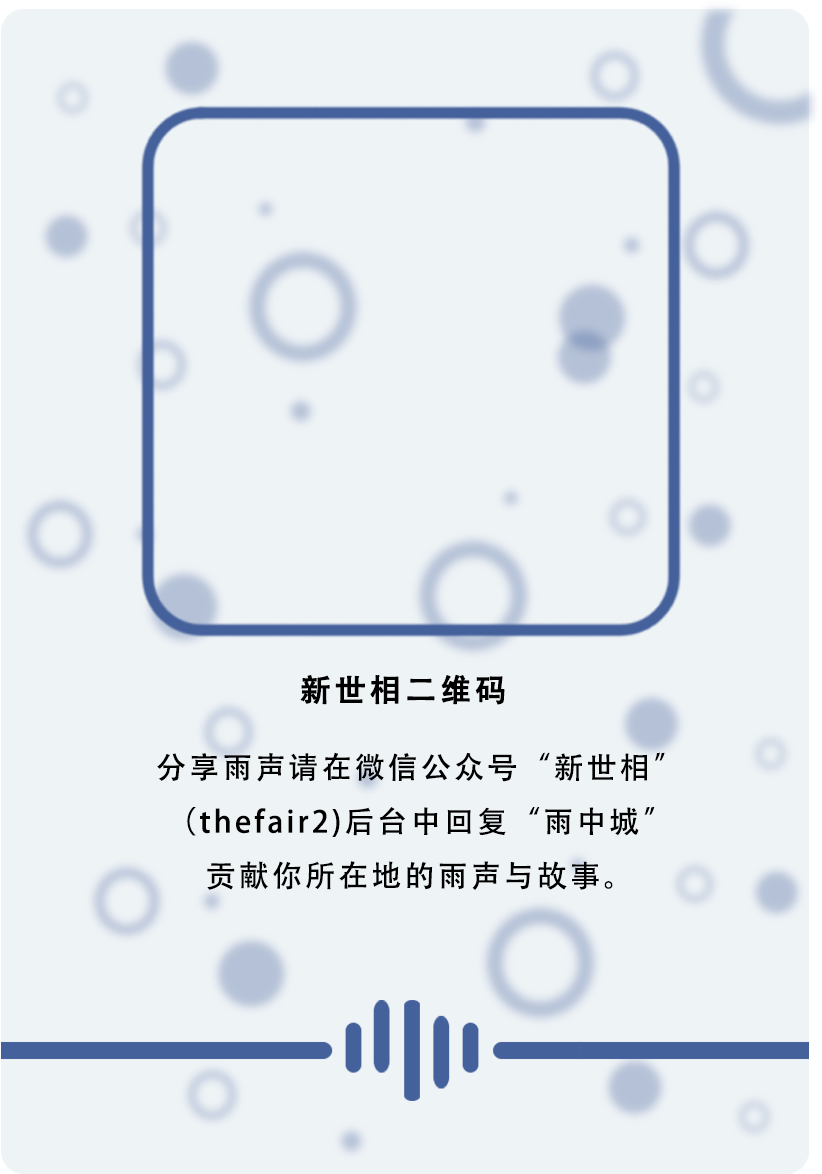 新世相二维码
分享雨声请在微信公众号“新世相”
（thefair2)后台中回复“雨中城”
贡献你所在地的雨声与故事。